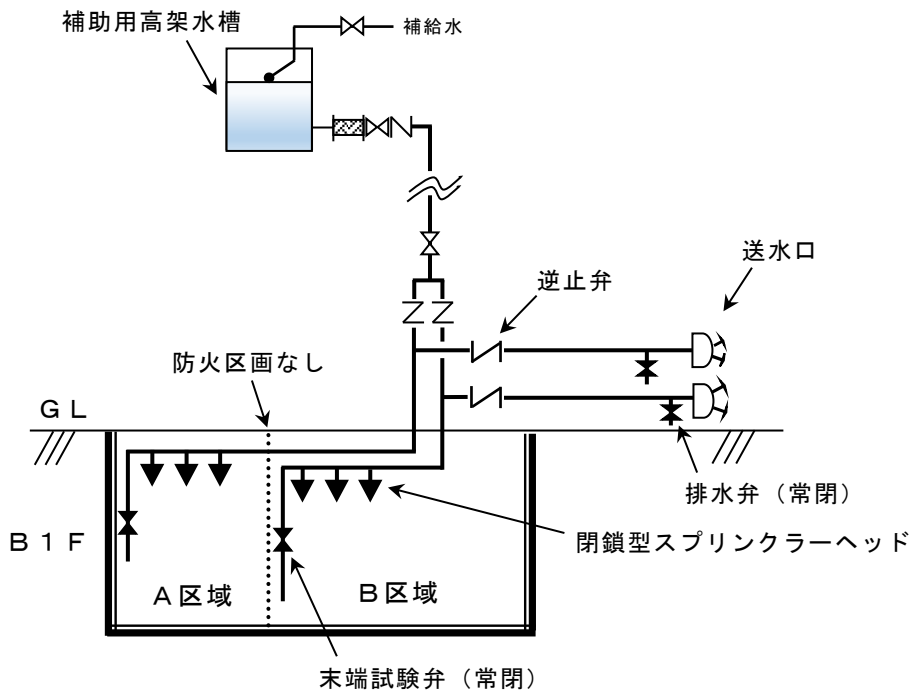 補助用高架水槽
補給水
送水口
逆止弁
防火区画なし
ＧＬ
排水弁（常閉）
Ｂ１Ｆ
閉鎖型スプリンクラーヘッド
Ａ区域
Ｂ区域
末端試験弁（常閉）